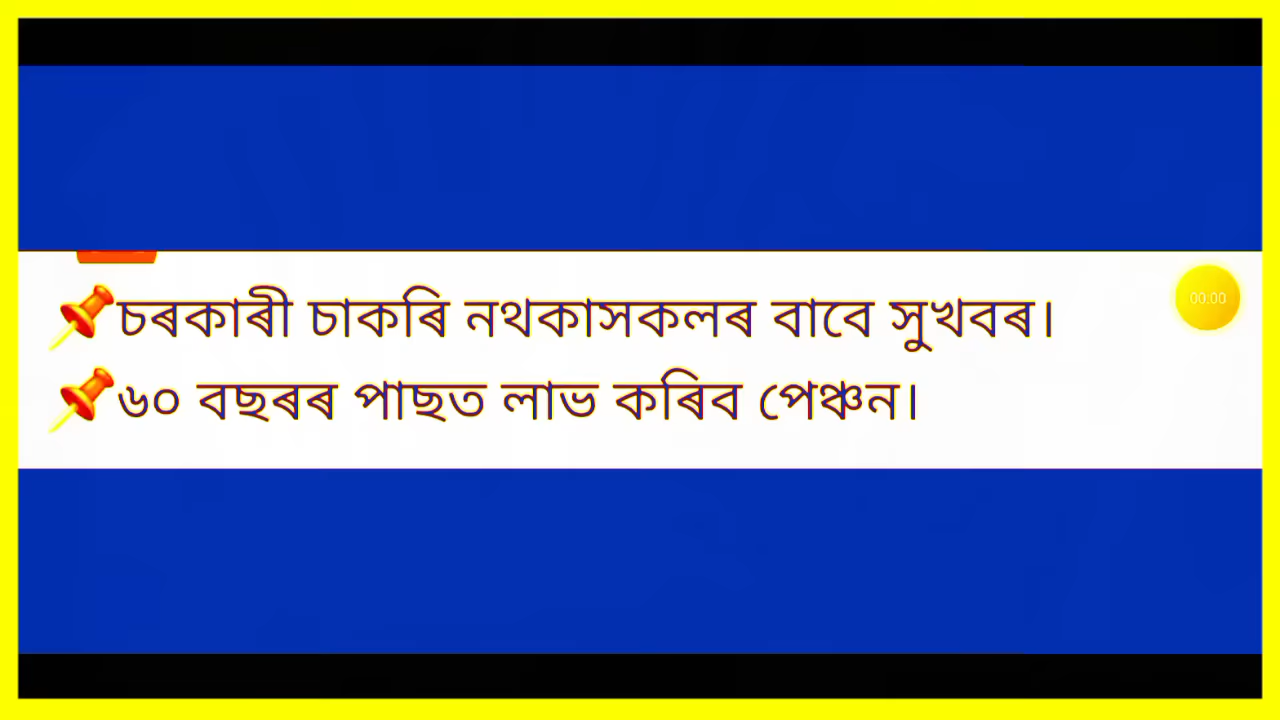 📌চৰকাৰী চাকৰি নথকাসকলৰ বাবে সুখবৰ।
00:00
📌৬০ বছৰৰ পাছত লাভ কৰিব পেঞ্চন।